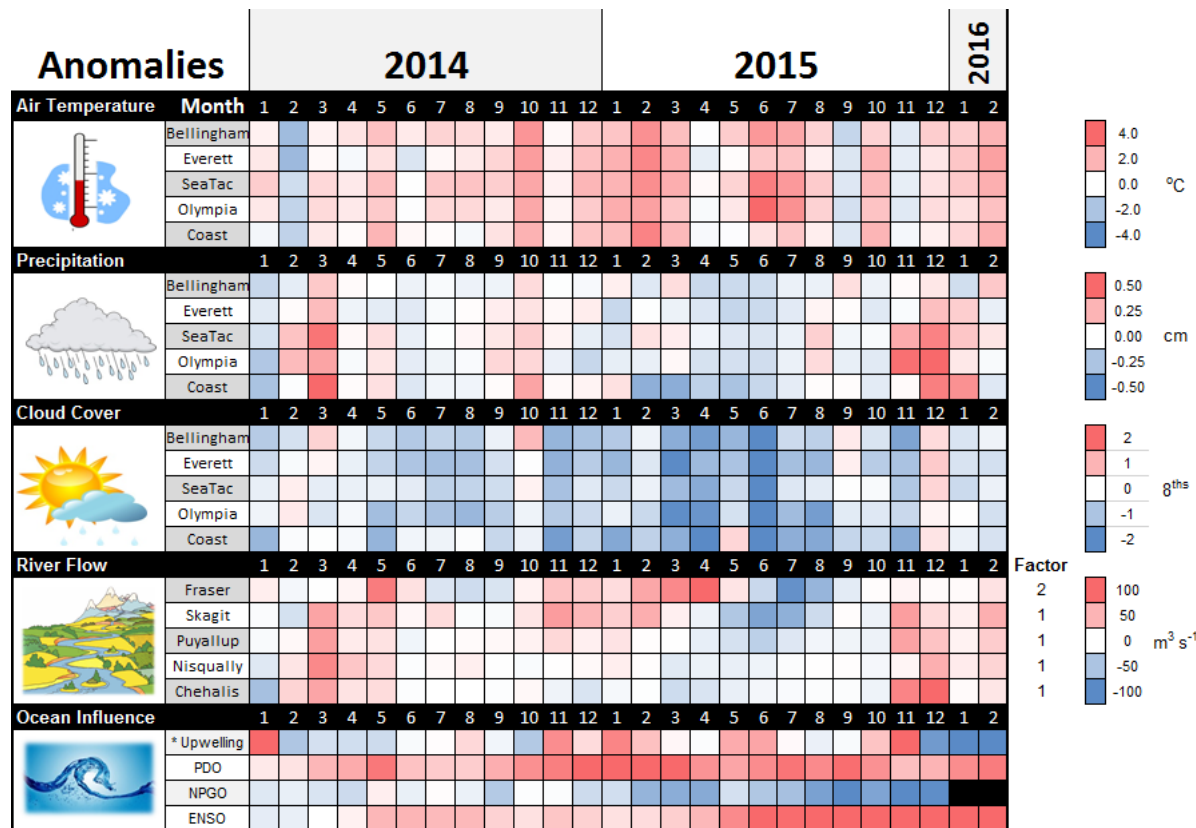 Anomalies 2014 2015 2016
Air Temperature Month 1 2 3 4 5 6 7 8 9 10 11 12 1 2 3 4 5 6 7 8 9 10 11 12 1 2
Bellingham
Everett
SeaTac
Olympia
Coast
4.0
2.0
0.0 °C
-2.0
-4.0
Precipitation 1 2 3 4 5 6 7 8 9 10 11 12 1 2 3 4 5 6 7 8 9 10 11 12 1 2
Bellingham
Everett
SeaTac
Olympia
Coast
0.50
0.25
0.00 cm
-0.25
-0.50
Cloud Cover 1 2 3 4 5 6 7 8 9 10 11 12 1 2 3 4 5 6 7 8 9 10 11 12 1 2
Bellingham
Everett
SeaTac
Olympia
Coast
2
1
0 8ths
-1
-2
River Flow 1 2 3 4 5 6 7 8 9 10 11 12 1 2 3 4 5 6 7 8 9 10 11 12 1 2 Factor
Fraser 2
Skagit 1
Puyallup 1
Nisqually 1
Chehalis 1
100
50
0 m³ s⁻¹
-50
-100
Ocean Influence 1 2 3 4 5 6 7 8 9 10 11 12 1 2 3 4 5 6 7 8 9 10 11 12 1 2
* Upwelling
PDO
NPGO
ENSO